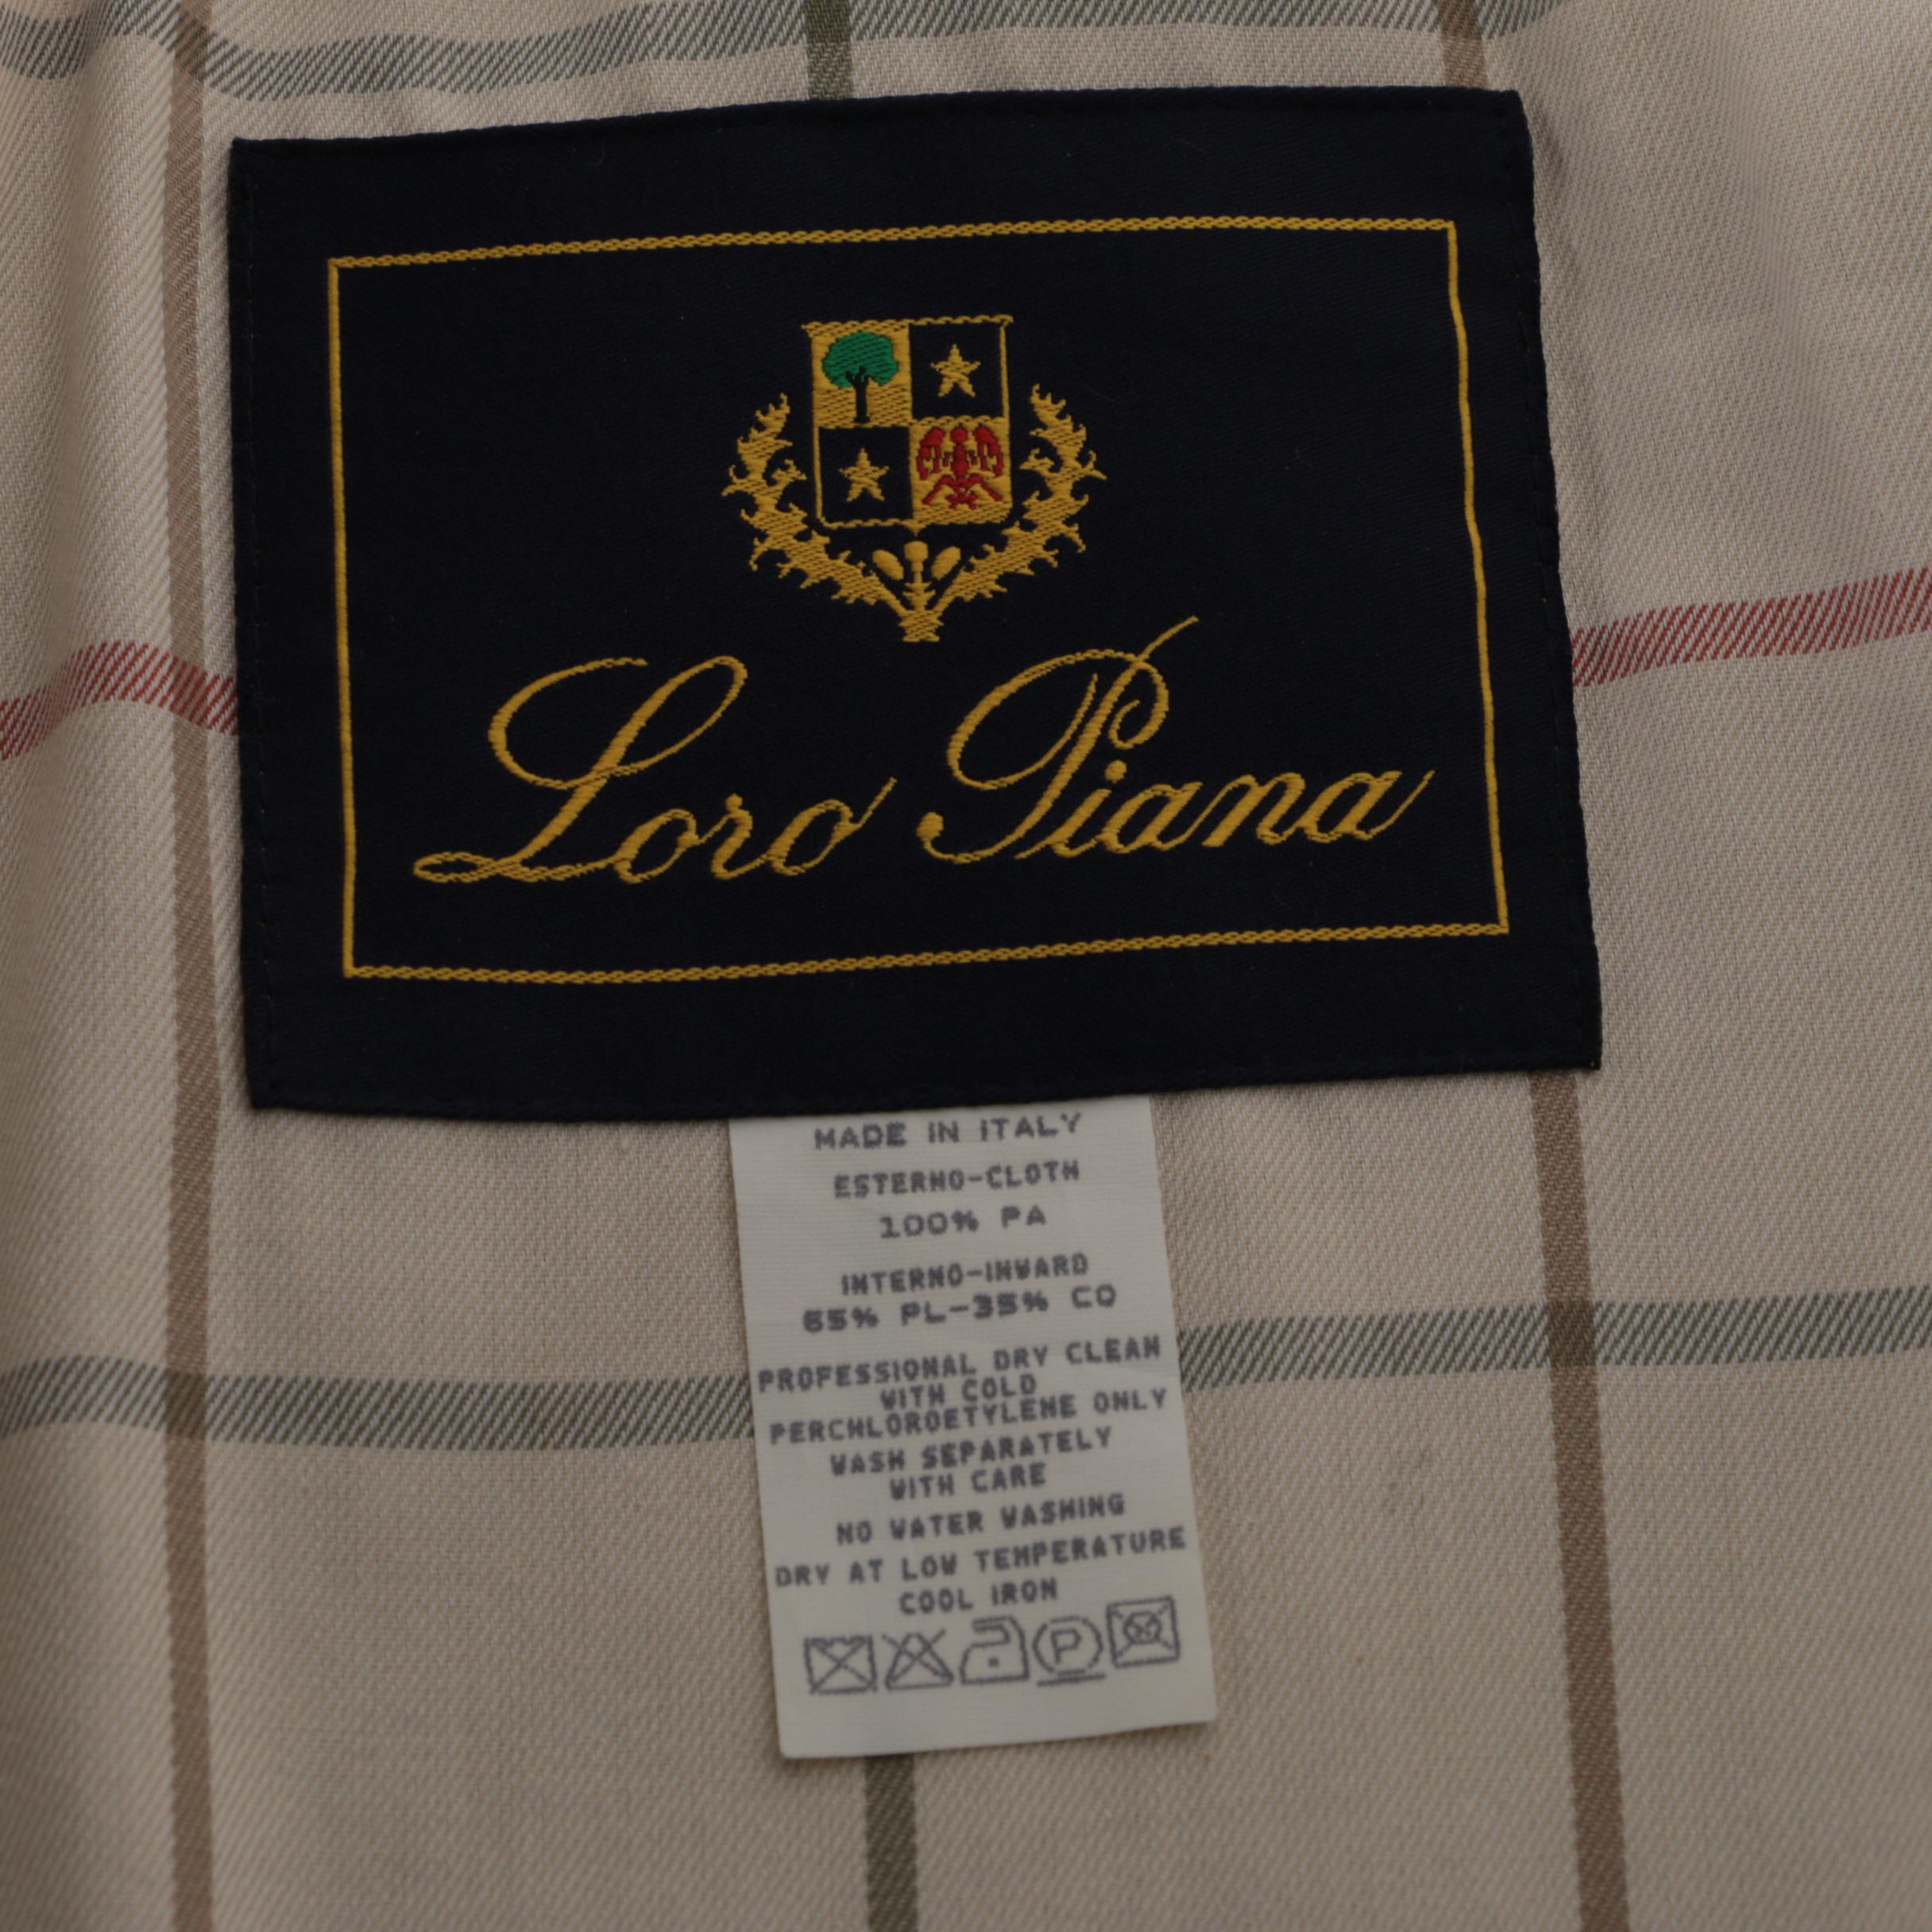 Loro Piana
MADE IN ITALY
ESTERNO-CLOTH
100% PA
INTERNO-INWARD
65% PL-35% CO
PROFESSIONAL DRY CLEAN
WITH COLD
PERCHLOROETYLENE ONLY
WASH SEPARATELY
WITH CARE
NO WATER WASHING
DRY AT LOW TEMPERATURE
COOL IRON
P